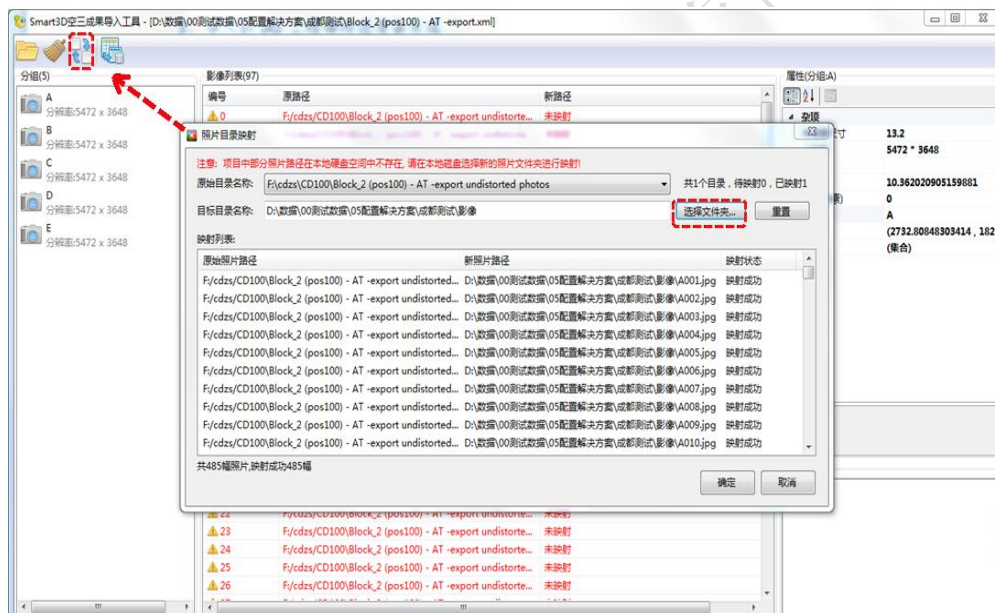 Smart3D空三成果导入工具 - [D:\数据\00测试数据\05配置解决方案\成都测试\Block_2 (pos100) - AT -export.xml]
分组(5)
影像列表(97)
属性(分组:A)
编号 原路径 新路径
A
分辨率:5472 x 3648
B
分辨率:5472 x 3648
C
分辨率:5472 x 3648
D
分辨率:5472 x 3648
E
分辨率:5472 x 3648
0 F:/cdzs/CD100\Block_2 (pos100) - AT -export undistorte... 未映射
杂项
寸 13.2
5472 * 3648
10.362020905159881
0
A
(2732.80848303414 , 182
(集合)
照片目录映射
注意: 项目中部分照片路径在本地硬盘空间中不存在, 请在本地磁盘选择新的照片文件夹进行映射!
原始目录名称: F:\cdzs\CD100\Block_2 (pos100) - AT -export undistorted photos 共1个目录 , 待映射0 , 已映射1
目标目录名称: D:\数据\00测试数据\05配置解决方案\成都测试\影像 选择文件夹... 重置
映射列表:
原始照片路径 新照片路径 映射状态
F:/cdzs/CD100\Block_2 (pos100) - AT -export undistorted... D:\数据\00测试数据\05配置解决方案\成都测试\影像\A001.jpg 映射成功
F:/cdzs/CD100\Block_2 (pos100) - AT -export undistorted... D:\数据\00测试数据\05配置解决方案\成都测试\影像\A002.jpg 映射成功
F:/cdzs/CD100\Block_2 (pos100) - AT -export undistorted... D:\数据\00测试数据\05配置解决方案\成都测试\影像\A003.jpg 映射成功
F:/cdzs/CD100\Block_2 (pos100) - AT -export undistorted... D:\数据\00测试数据\05配置解决方案\成都测试\影像\A004.jpg 映射成功
F:/cdzs/CD100\Block_2 (pos100) - AT -export undistorted... D:\数据\00测试数据\05配置解决方案\成都测试\影像\A005.jpg 映射成功
F:/cdzs/CD100\Block_2 (pos100) - AT -export undistorted... D:\数据\00测试数据\05配置解决方案\成都测试\影像\A006.jpg 映射成功
F:/cdzs/CD100\Block_2 (pos100) - AT -export undistorted... D:\数据\00测试数据\05配置解决方案\成都测试\影像\A007.jpg 映射成功
F:/cdzs/CD100\Block_2 (pos100) - AT -export undistorted... D:\数据\00测试数据\05配置解决方案\成都测试\影像\A008.jpg 映射成功
F:/cdzs/CD100\Block_2 (pos100) - AT -export undistorted... D:\数据\00测试数据\05配置解决方案\成都测试\影像\A009.jpg 映射成功
F:/cdzs/CD100\Block_2 (pos100) - AT -export undistorted... D:\数据\00测试数据\05配置解决方案\成都测试\影像\A010.jpg 映射成功
共485幅照片,映射成功485幅
确定 取消
22 F:/cdzs/CD100\Block_2 (pos100) - AT -export undistorte... 未映射
23 F:/cdzs/CD100\Block_2 (pos100) - AT -export undistorte... 未映射
24 F:/cdzs/CD100\Block_2 (pos100) - AT -export undistorte... 未映射
25 F:/cdzs/CD100\Block_2 (pos100) - AT -export undistorte... 未映射
26 F:/cdzs/CD100\Block_2 (pos100) - AT -export undistorte... 未映射